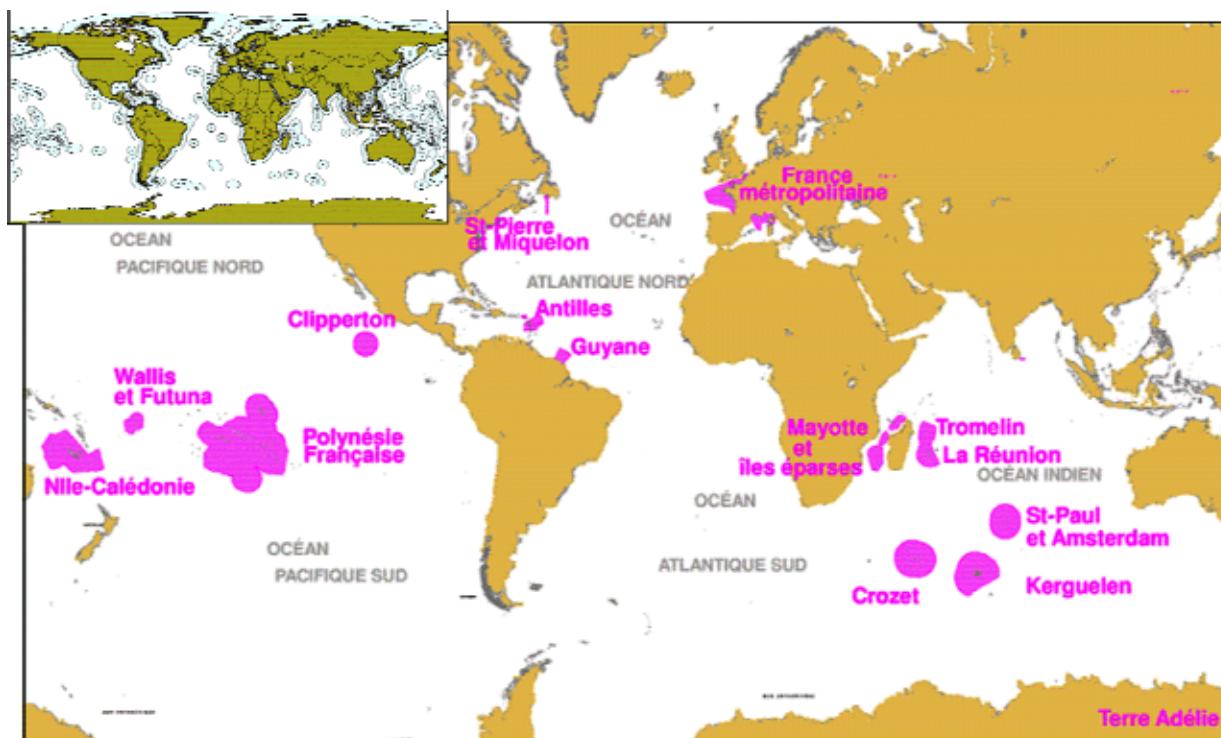 France
métropolitaine
OCÉAN
St-Pierre
et Miquelon
OCEAN
PACIFIQUE NORD
ATLANTIQUE NORD
Antilles
Clipperton
Guyane
Wallis
et Futuna
Polynésie
Française
Mayotte
et
îles éparses
Tromelin
La Réunion
OCÉAN INDIEN
Nlle-Calédonie
OCÉAN
St-Paul
et Amsterdam
OCÉAN
PACIFIQUE SUD
ATLANTIQUE SUD
Crozet
Kerguelen
Terre Adélie